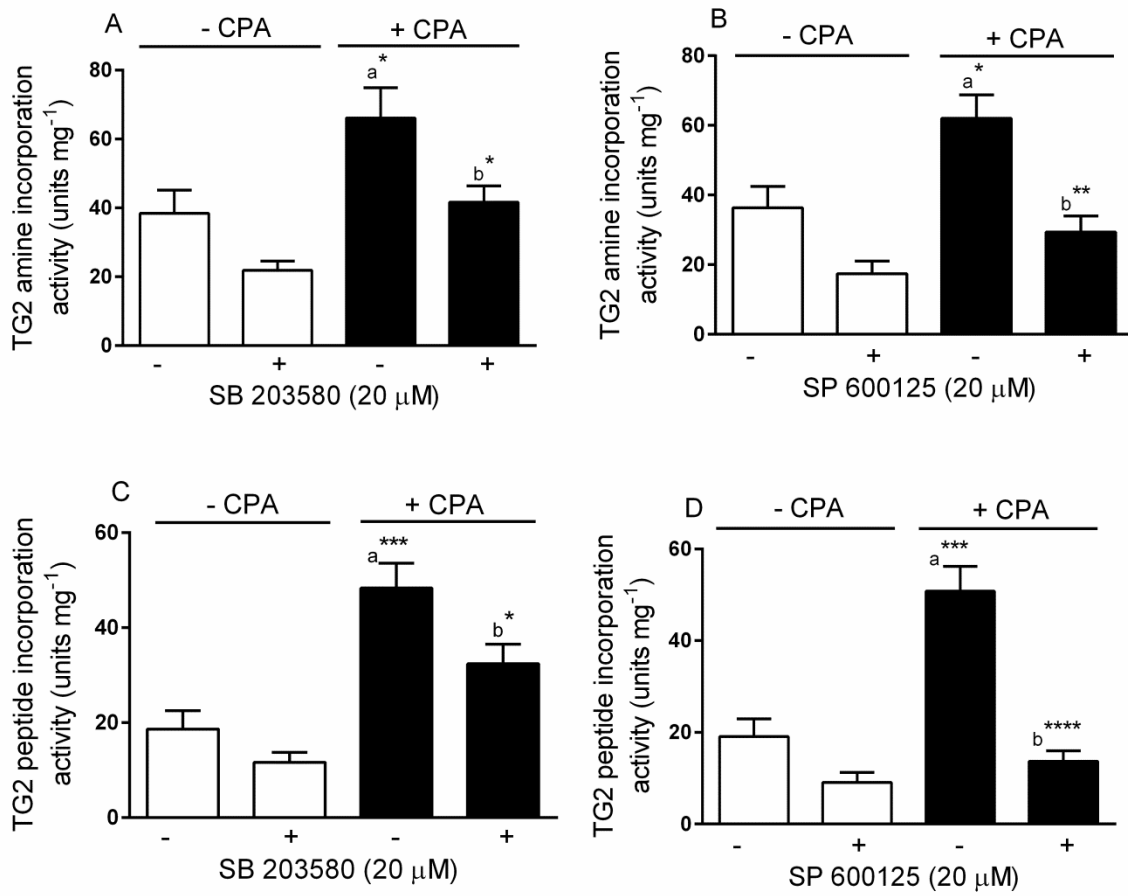 A
- CPA + CPA
TG2 amine incorporation
activity (units mg⁻¹)
80
60
40
20
0
a* b*
- + - +
SB 203580 (20 μM)
B
- CPA + CPA
TG2 amine incorporation
activity (units mg⁻¹)
80
60
40
20
0
a* b**
- + - +
SP 600125 (20 μM)
C
- CPA + CPA
TG2 peptide incorporation
activity (units mg⁻¹)
60
40
20
0
a*** b*
- + - +
SB 203580 (20 μM)
D
- CPA + CPA
TG2 peptide incorporation
activity (units mg⁻¹)
60
40
20
0
a*** b****
- + - +
SP 600125 (20 μM)